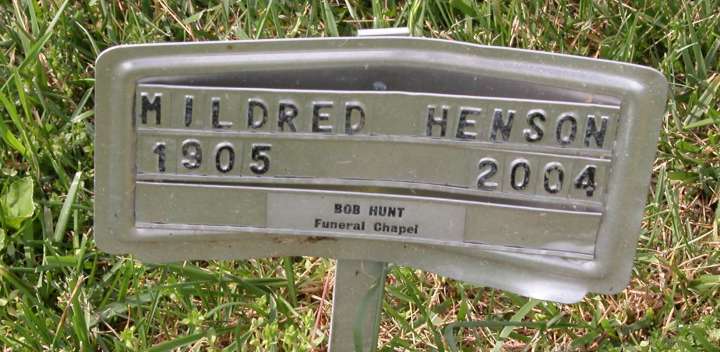 MILDRED HENSON
1905 2004
BOB HUNT
Funeral Chapel